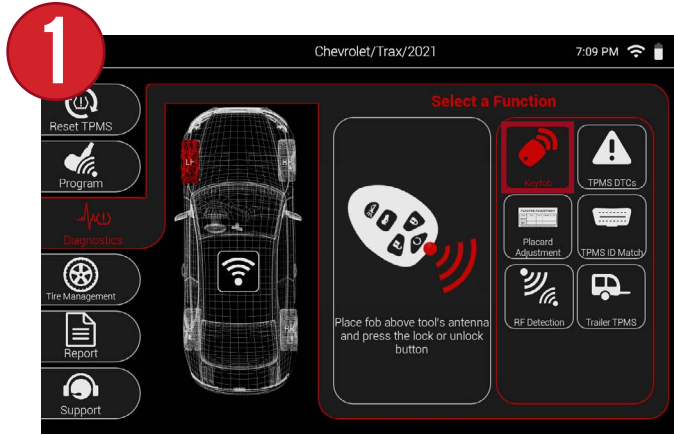 1
Chevrolet/Trax/2021
7:09 PM
Reset TPMS
Program
Diagnostics
Tire Management
Report
Support
LF
Select a Function
Place fob above tool's antenna
and press the lock or unlock
button
Keyfob
TPMS DTCs
Placard
Adjustment
TPMS ID Match
RF Detection
Trailer TPMS